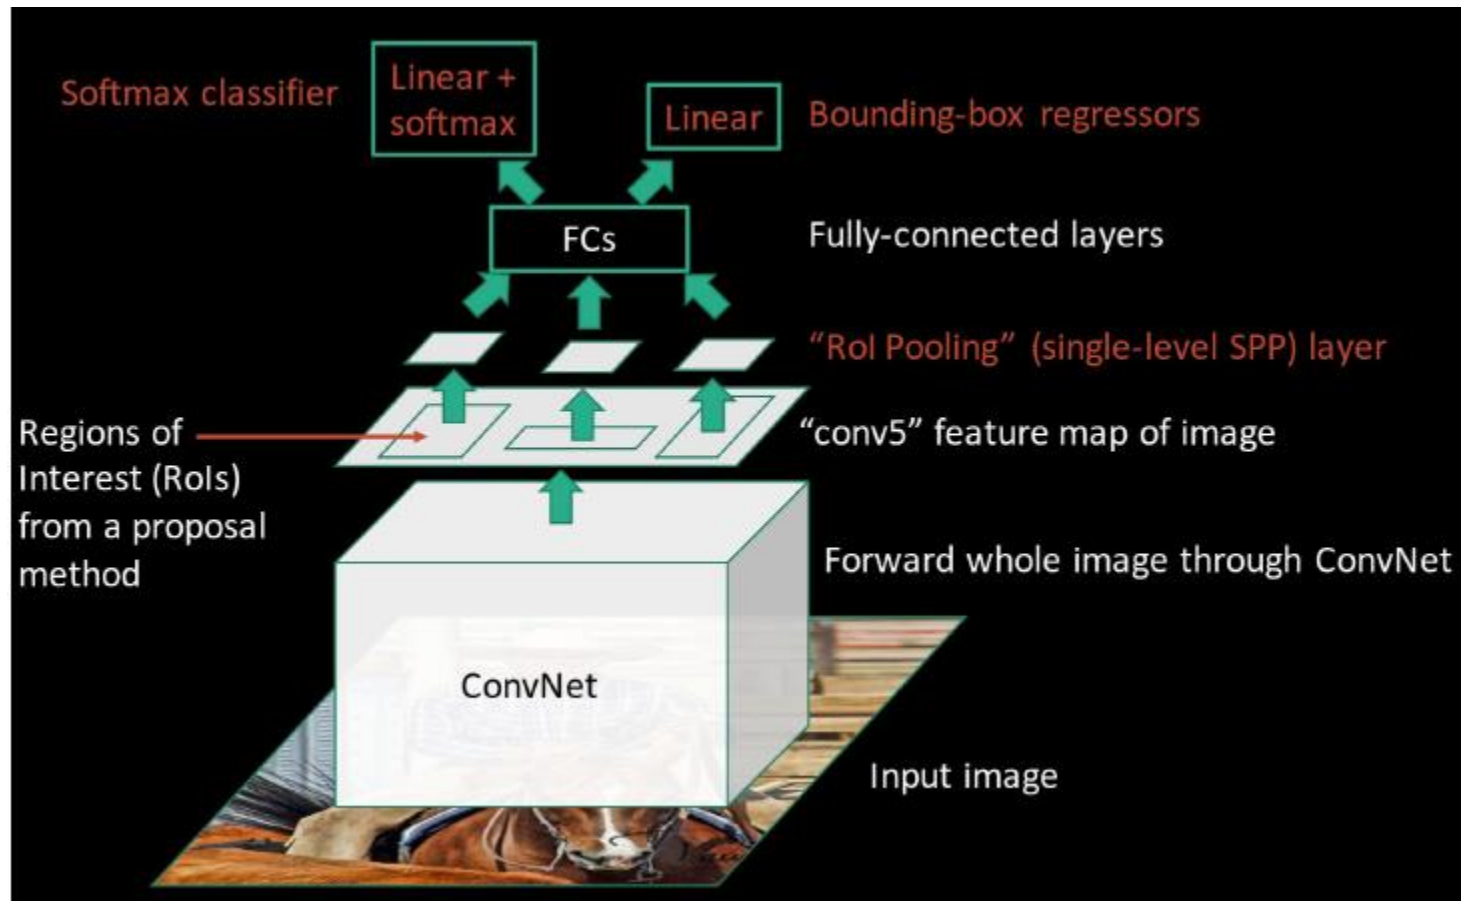 Softmax classifier
Linear +
softmax
Linear
Bounding-box regressors
FCs
Fully-connected layers
“RoI Pooling” (single-level SPP) layer
Regions of
Interest (RoIs)
from a proposal
method
“conv5” feature map of image
Forward whole image through ConvNet
ConvNet
Input image